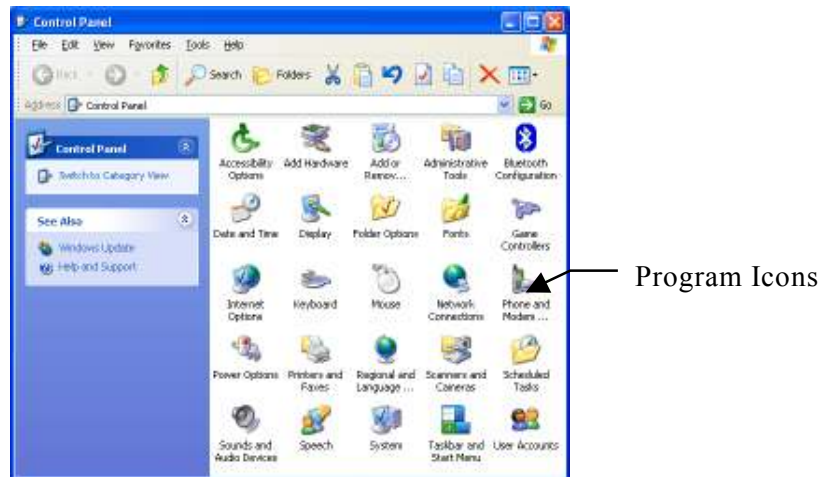 Control Panel
File Edit View Favorites Tools Help
Back Search Folders
Address Control Panel Go
Control Panel
Switch to Category View
See Also
Windows Update
Help and Support
Accessibility Options
Add Hardware
Add or Remov...
Administrative Tools
Bluetooth Configuration
Date and Time
Display
Folder Options
Fonts
Game Controllers
Internet Options
Keyboard
Mouse
Network Connections
Phone and Modem ...
Power Options
Printers and Faxes
Regional and Language ...
Scanners and Cameras
Scheduled Tasks
Sounds and Audio Devices
Speech
System
Taskbar and Start Menu
User Accounts
Program Icons